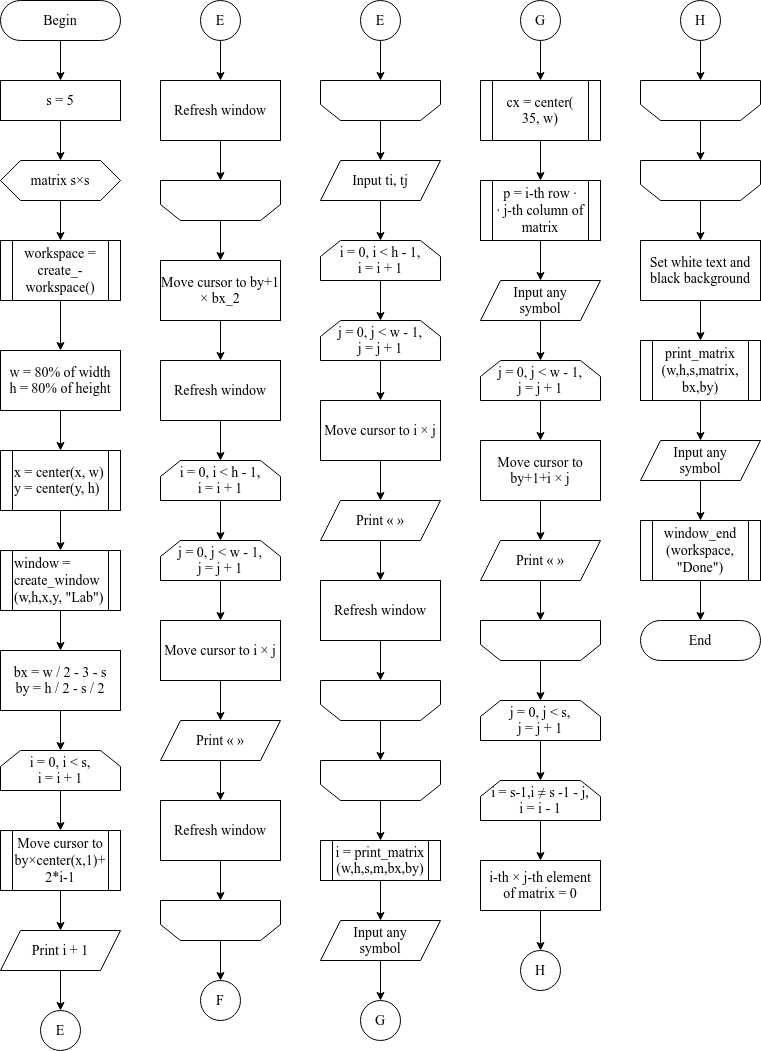 Begin
s = 5
matrix s×s
workspace =
create_-
workspace()
w = 80% of width
h = 80% of height
x = center(x, w)
y = center(y, h)
window =
create_window
(w,h,x,y, "Lab")
bx = w / 2 - 3 - s
by = h / 2 - s / 2
i = 0, i < s,
i = i + 1
Move cursor to
by×center(x,1)+
2*i-1
Print i + 1
E
E
Refresh window
Move cursor to by+1
× bx_2
Refresh window
i = 0, i < h - 1,
i = i + 1
j = 0, j < w - 1,
j = j + 1
Move cursor to i × j
Print « »
Refresh window
F
E
Input ti, tj
i = 0, i < h - 1,
i = i + 1
j = 0, j < w - 1,
j = j + 1
Move cursor to i × j
Print « »
Refresh window
i = print_matrix
(w,h,s,m,bx,by)
Input any
symbol
G
G
cx = center(
35, w)
p = i-th row ·
· j-th column of
matrix
Input any
symbol
j = 0, j < w - 1,
j = j + 1
Move cursor to
by+1+i × j
Print « »
j = 0, j < s,
j = j + 1
i = s-1,i ≠ s -1 - j,
i = i - 1
i-th × j-th element
of matrix = 0
H
H
Set white text and
black background
print_matrix
(w,h,s,matrix,
bx,by)
Input any
symbol
window_end
(workspace,
"Done")
End